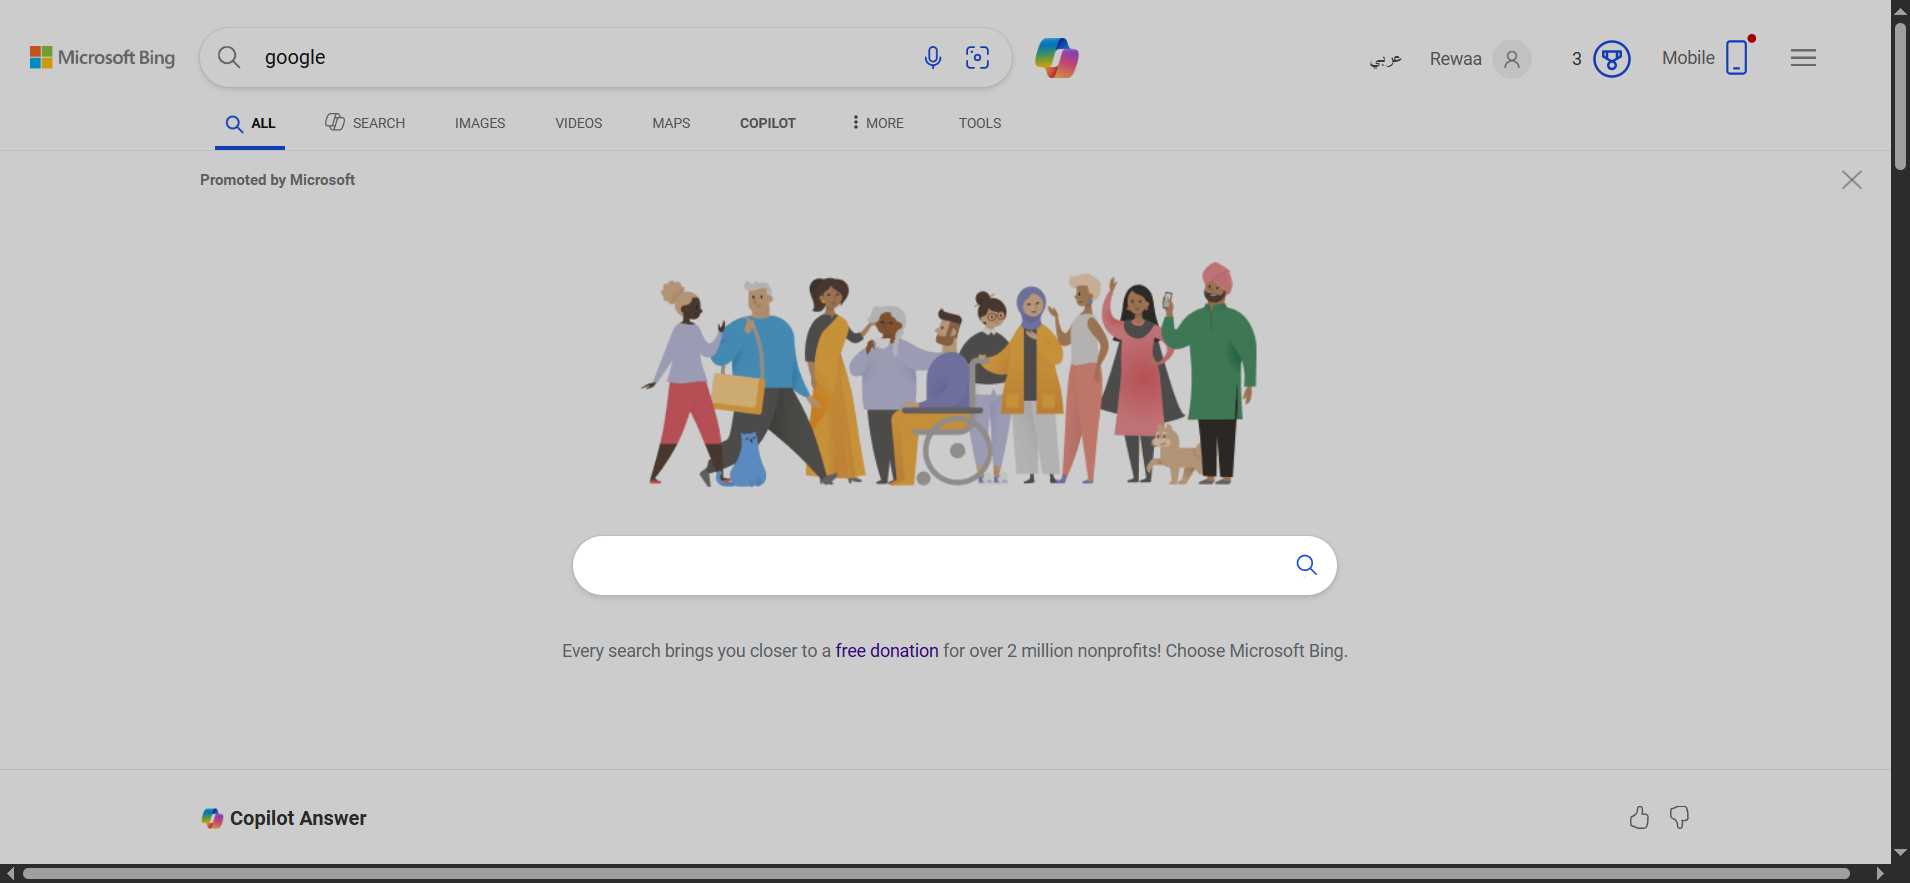 Microsoft Bing
google
عربي
Rewaa
3
Mobile
ALL
SEARCH
IMAGES
VIDEOS
MAPS
COPILOT
MORE
TOOLS
Promoted by Microsoft
Every search brings you closer to a free donation for over 2 million nonprofits! Choose Microsoft Bing.
Copilot Answer